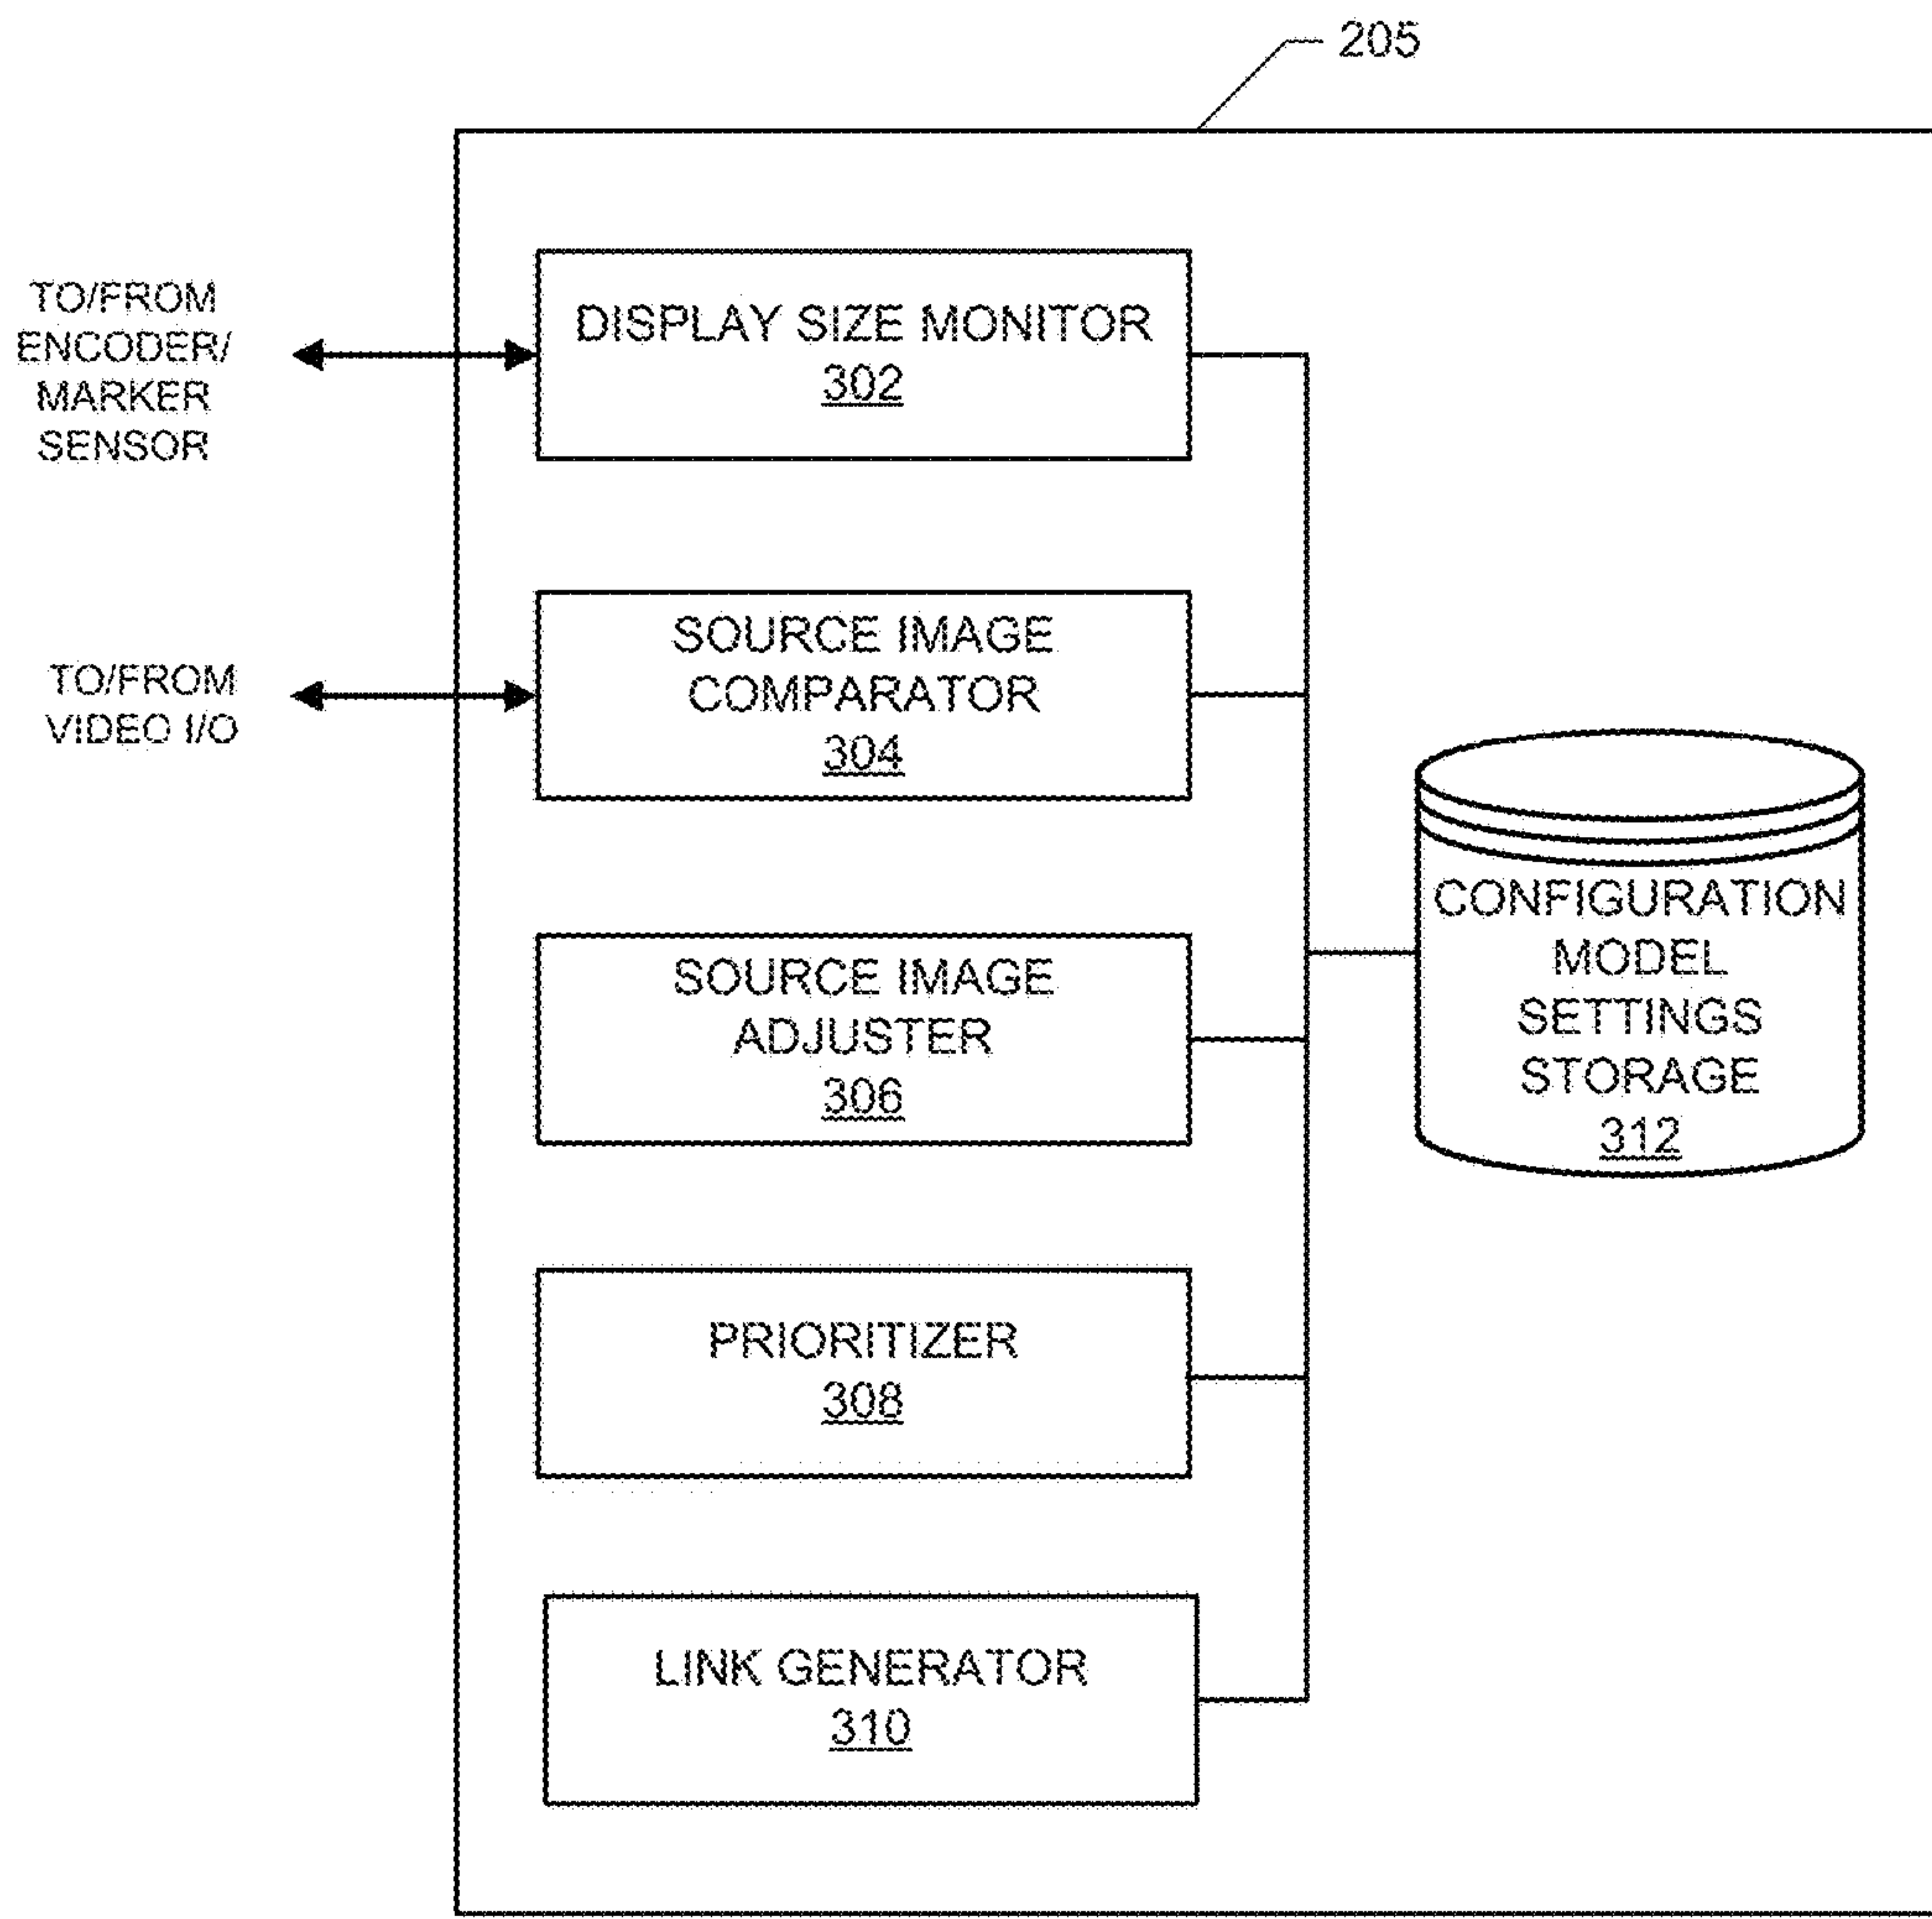 205
TO/FROM
ENCODER/
MARKER
SENSOR
DISPLAY SIZE MONITOR
302
TO/FROM
VIDEO I/O
SOURCE IMAGE
COMPARATOR
304
SOURCE IMAGE
ADJUSTER
306
CONFIGURATION
MODEL
SETTINGS
STORAGE
312
PRIORITIZER
308
LINK GENERATOR
310